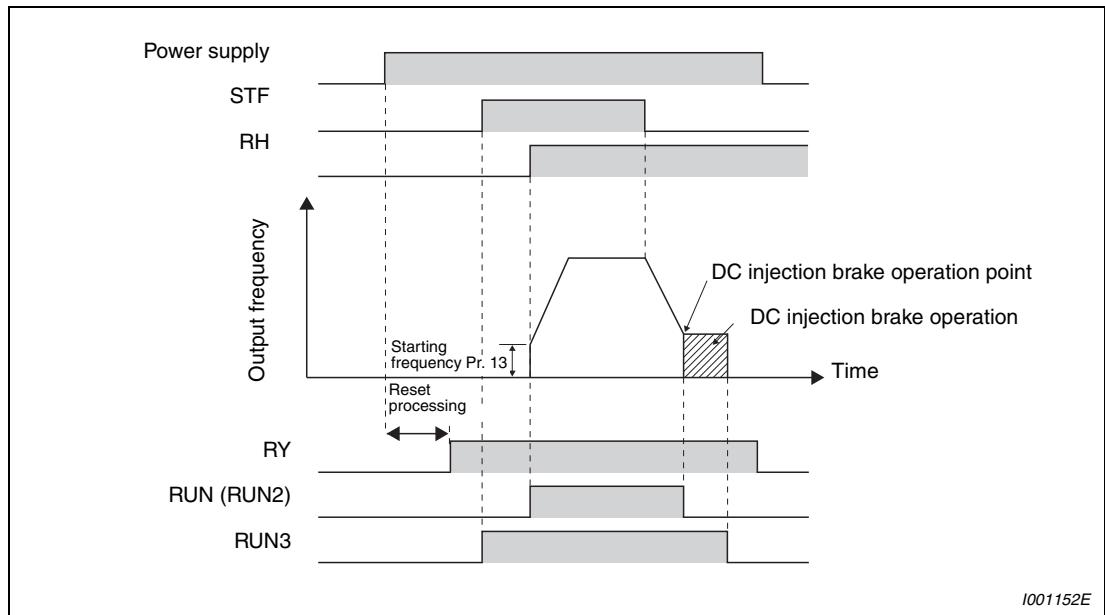 Power supply
STF
RH
Output frequency
DC injection brake operation point
DC injection brake operation
Starting
frequency Pr. 13
Time
Reset
processing
RY
RUN (RUN2)
RUN3
I001152E